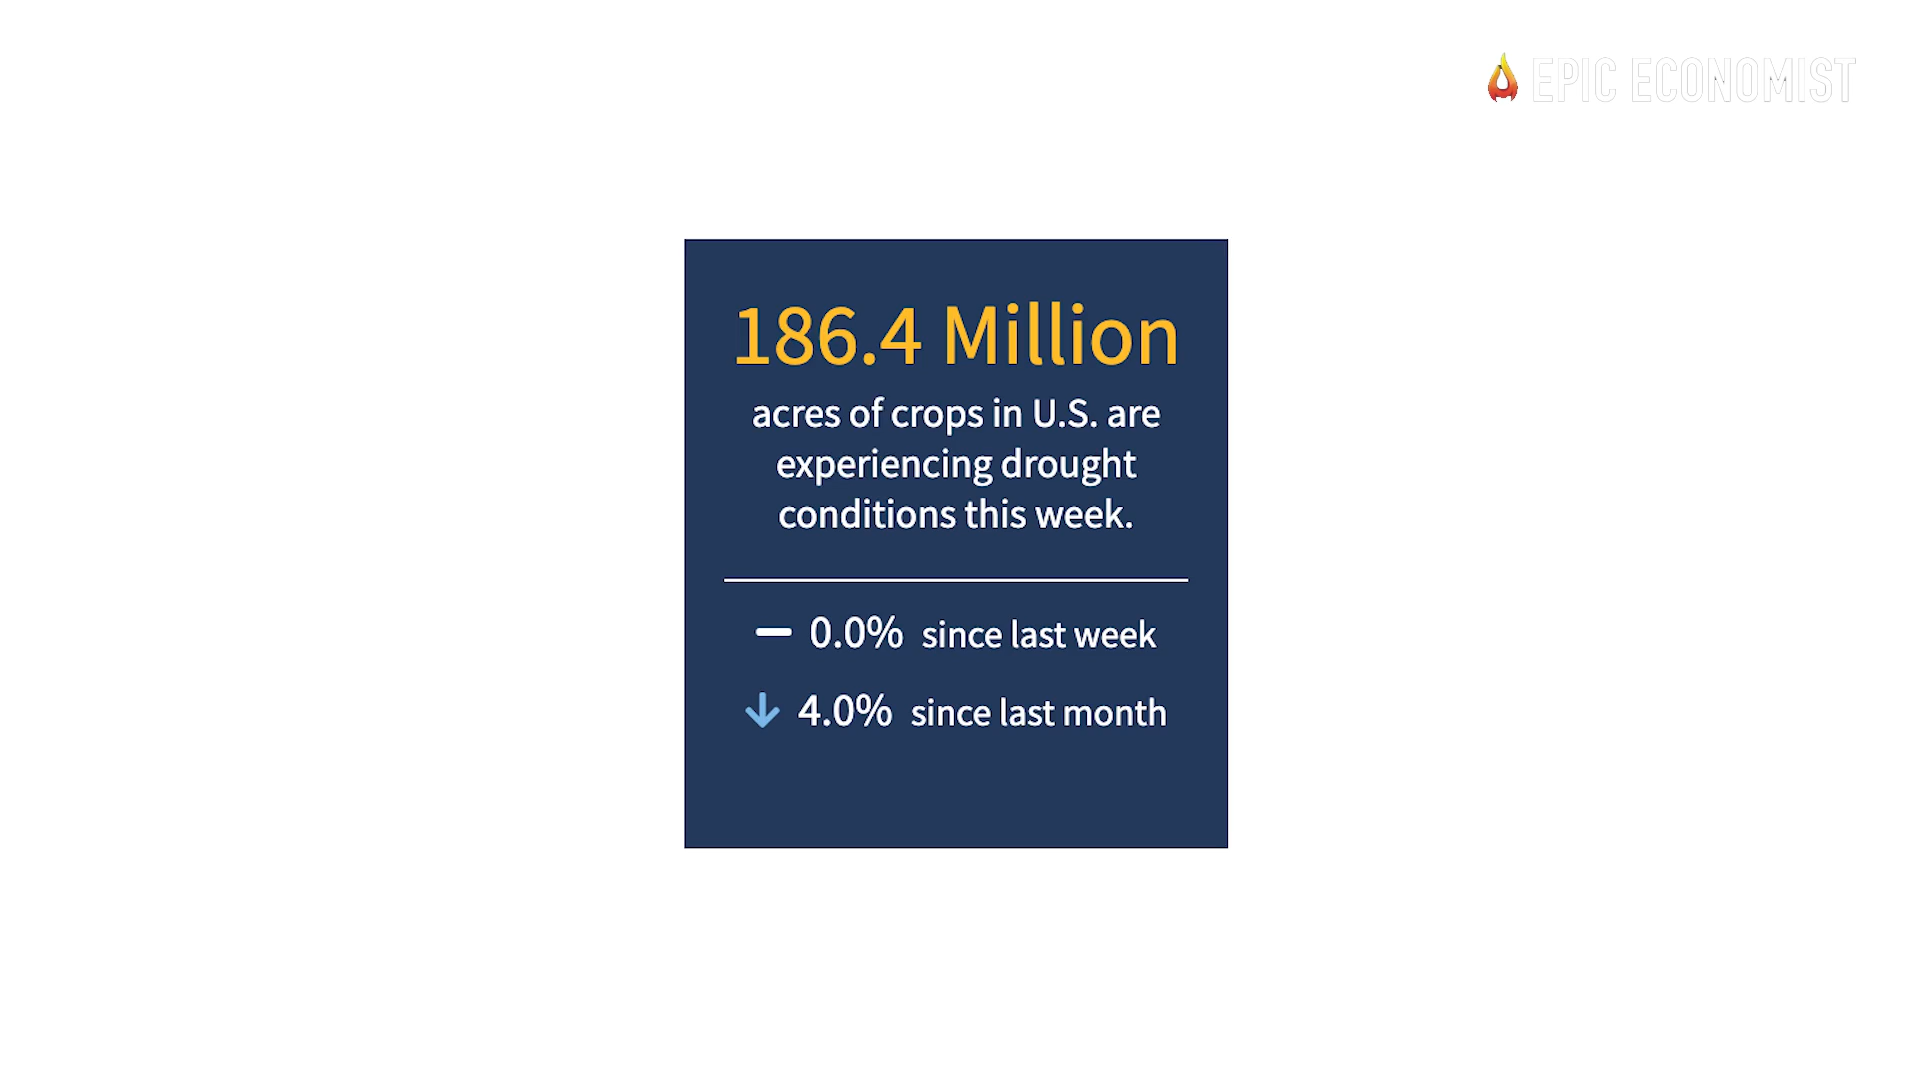 EPIC ECONOMIST
186.4 Million
acres of crops in U.S. are
experiencing drought
conditions this week.
0.0% since last week
4.0% since last month